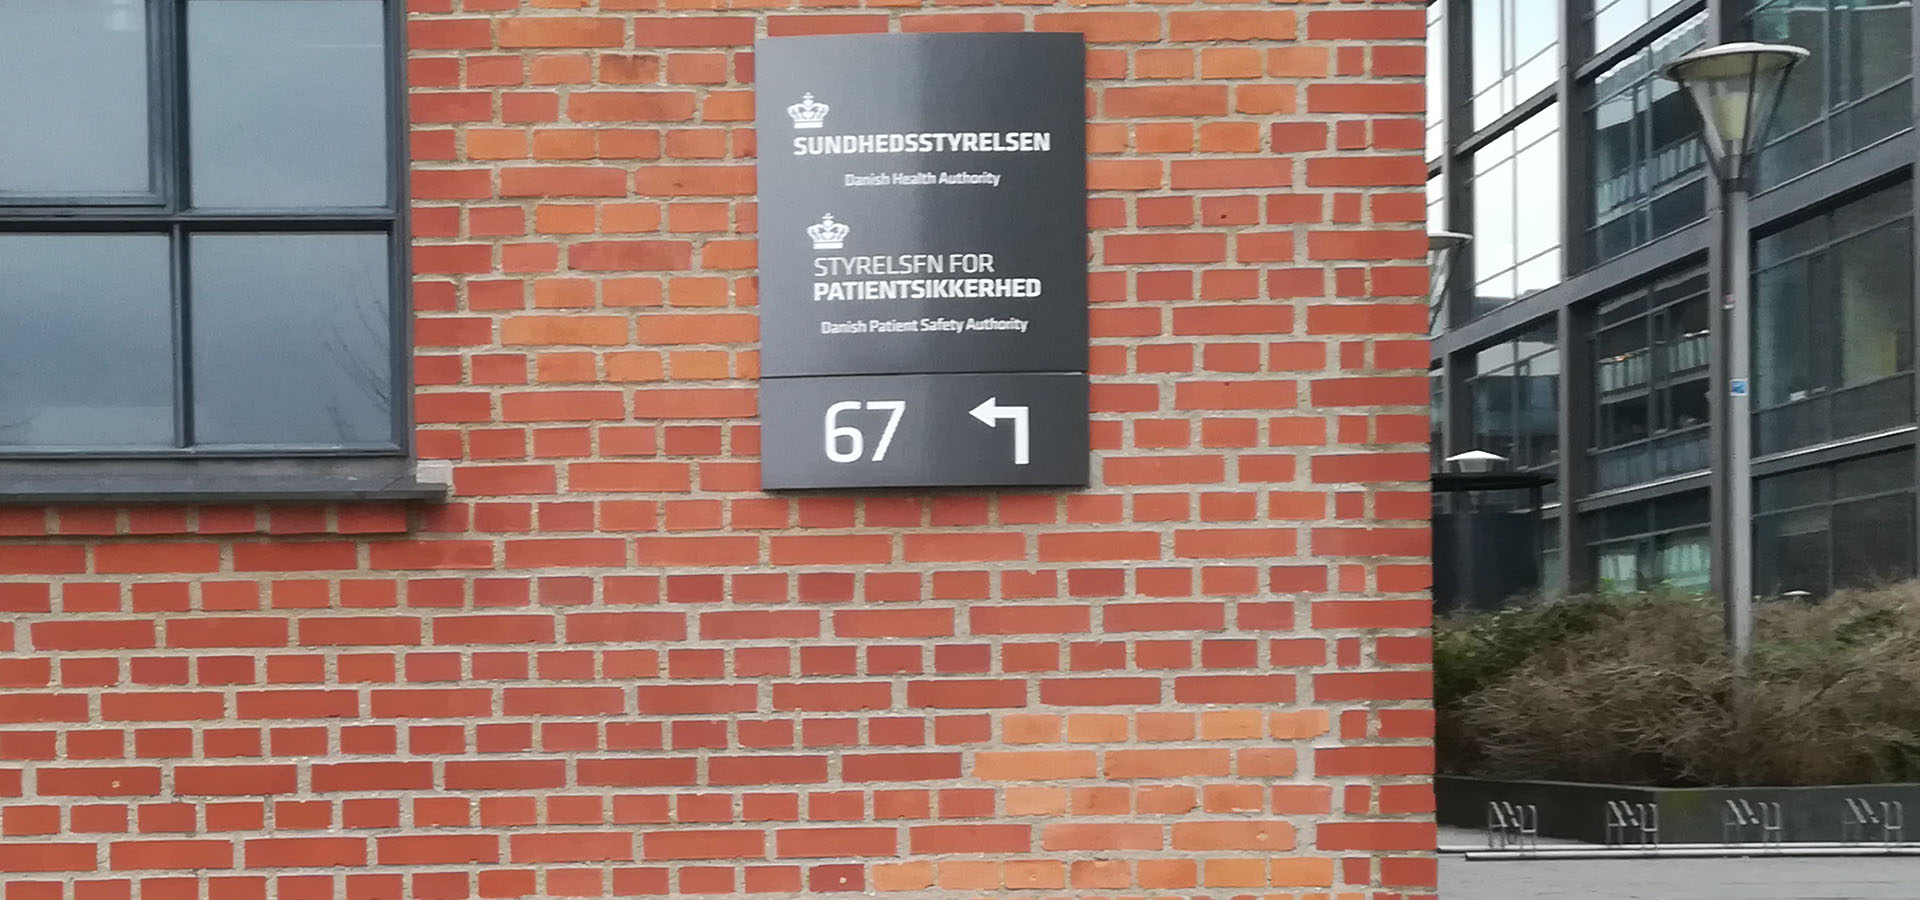 SUNDHEDSSTYRELSEN
Danish Health Authority
STYRELSEN FOR
PATIENTSIKKERHED
Danish Patient Safety Authority
67